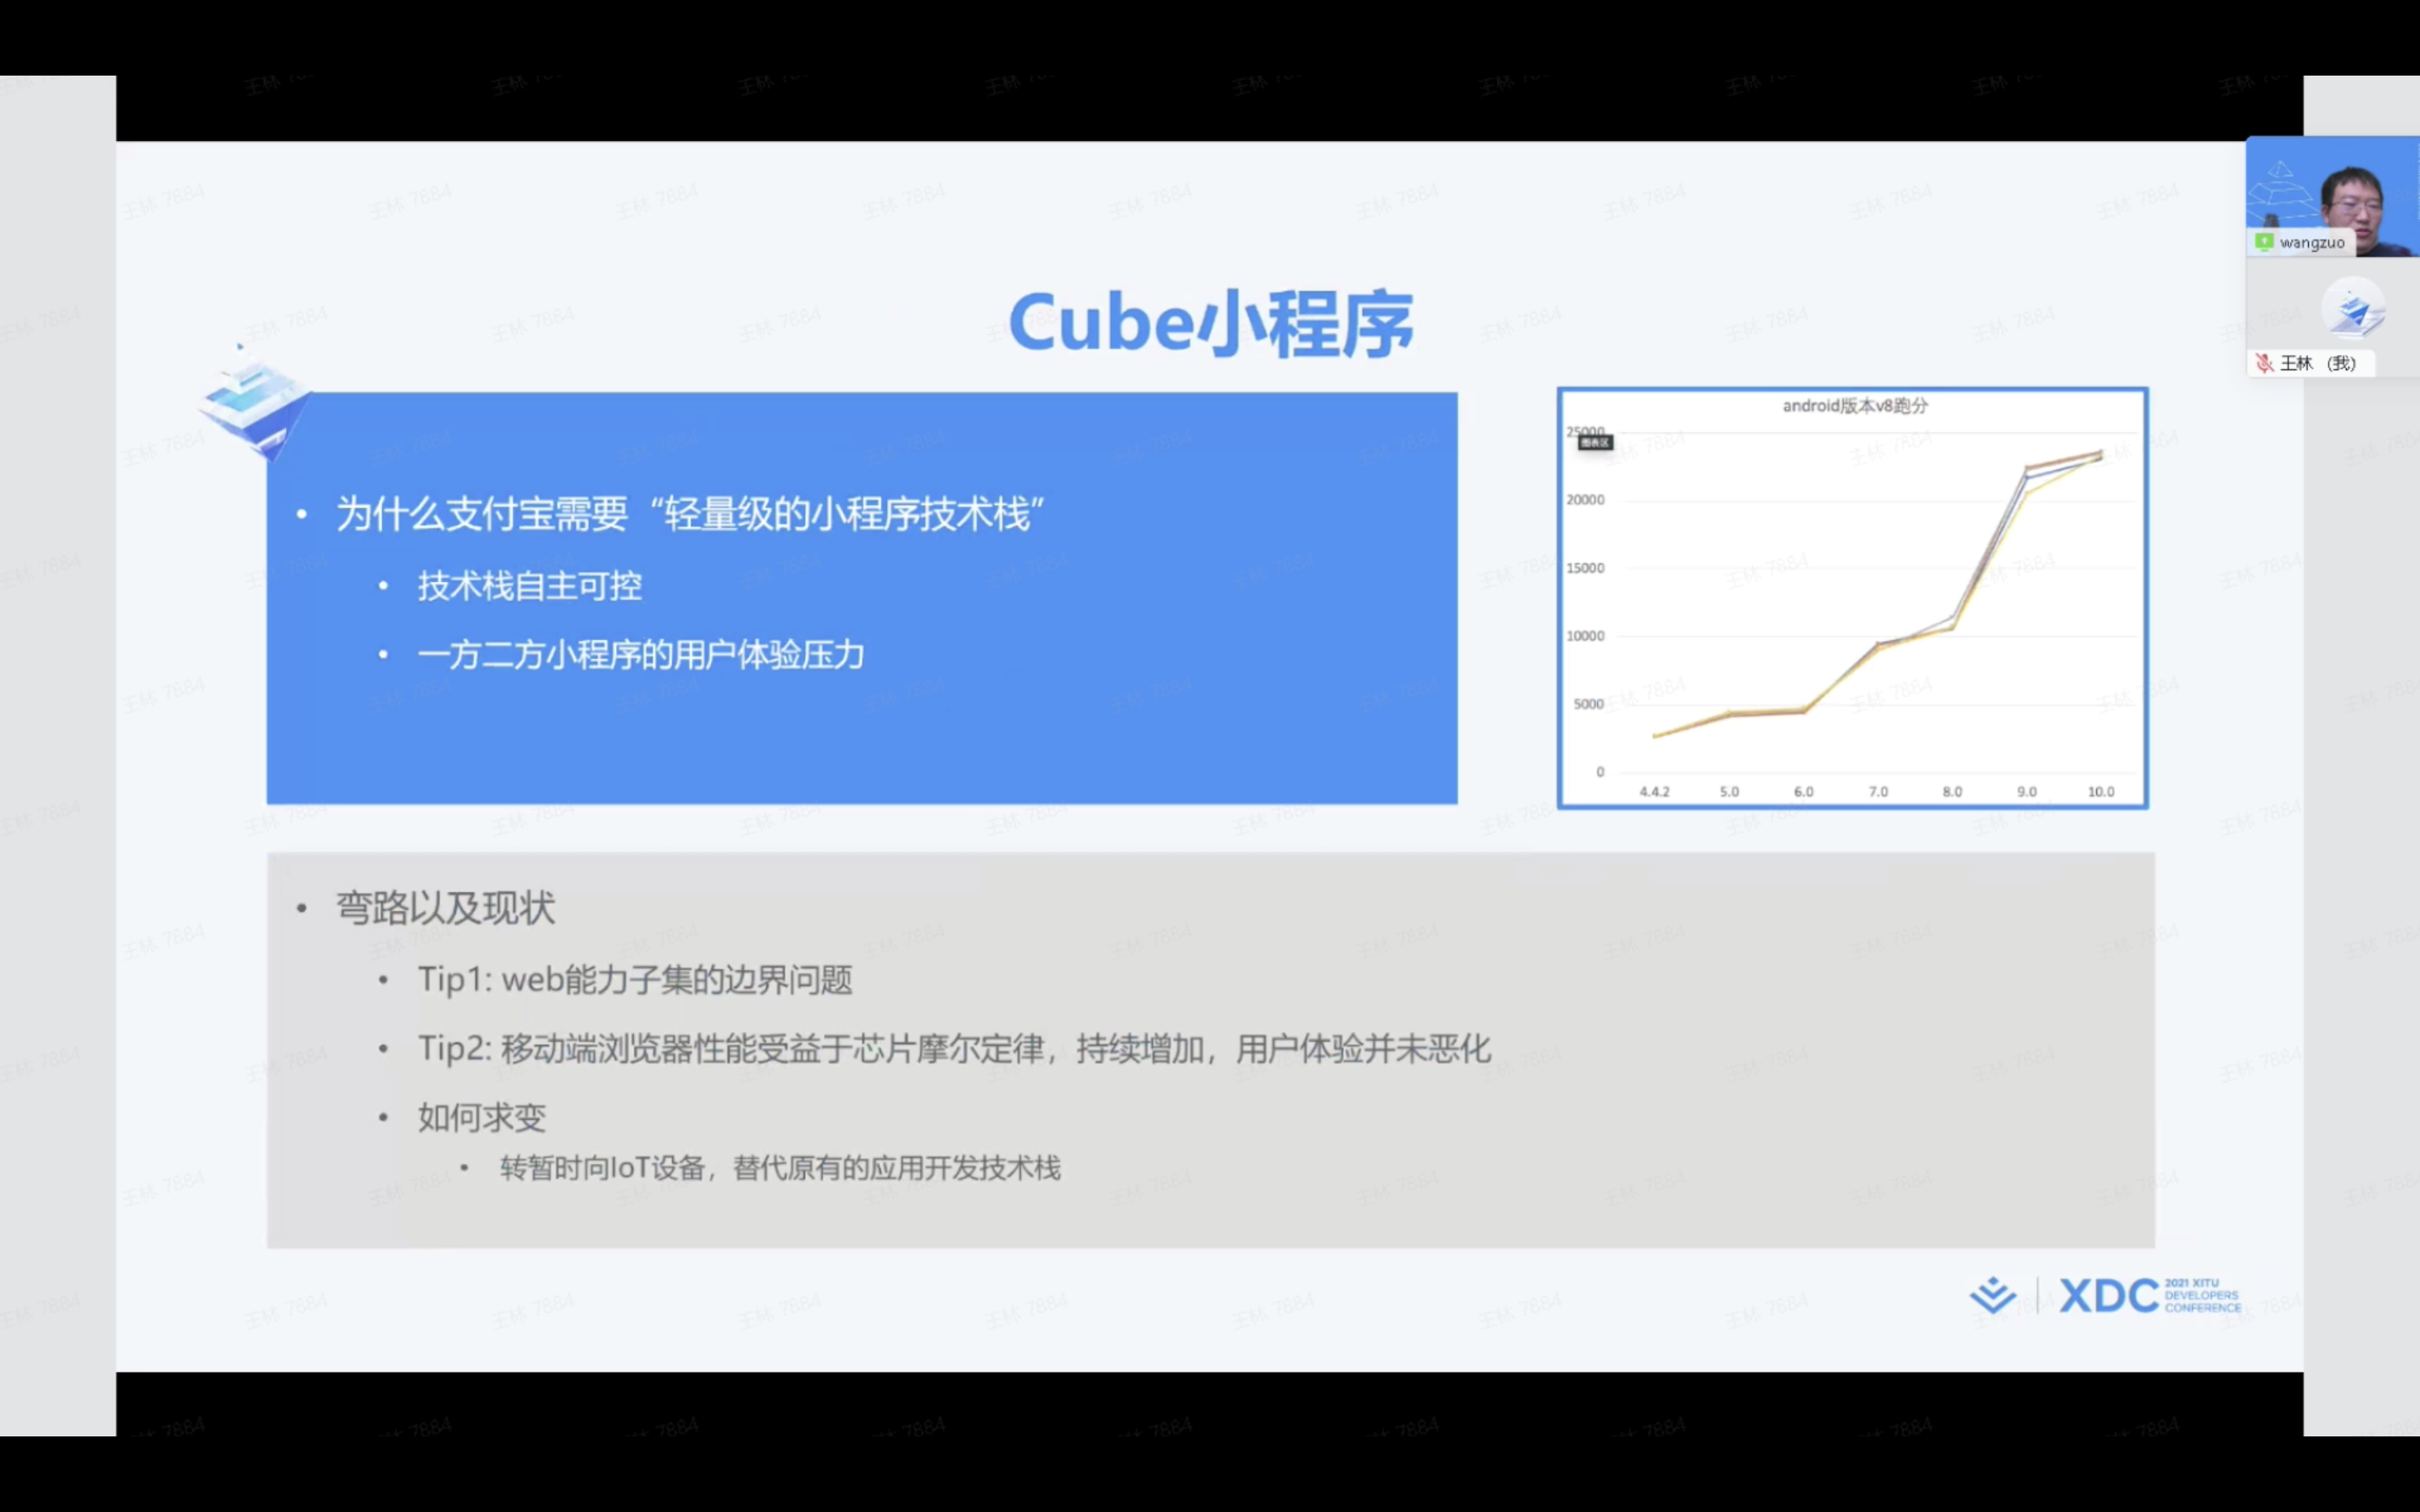 Cube小程序
wangzuo
王林 (我)
• 为什么支付宝需要“轻量级的小程序技术栈”
• 技术栈自主可控
• 一方二方小程序的用户体验压力
android版本v8跑分
25000
图表区
20000
15000
10000
5000
0
4.4.2 5.0 6.0 7.0 8.0 9.0 10.0
• 弯路以及现状
• Tip1: web能力子集的边界问题
• Tip2: 移动端浏览器性能受益于芯片摩尔定律，持续增加，用户体验并未恶化
• 如何求变
• 转暂时向IoT设备，替代原有的应用开发技术栈
XDC
2021 XITU
DEVELOPERS
CONFERENCE
王林 7884